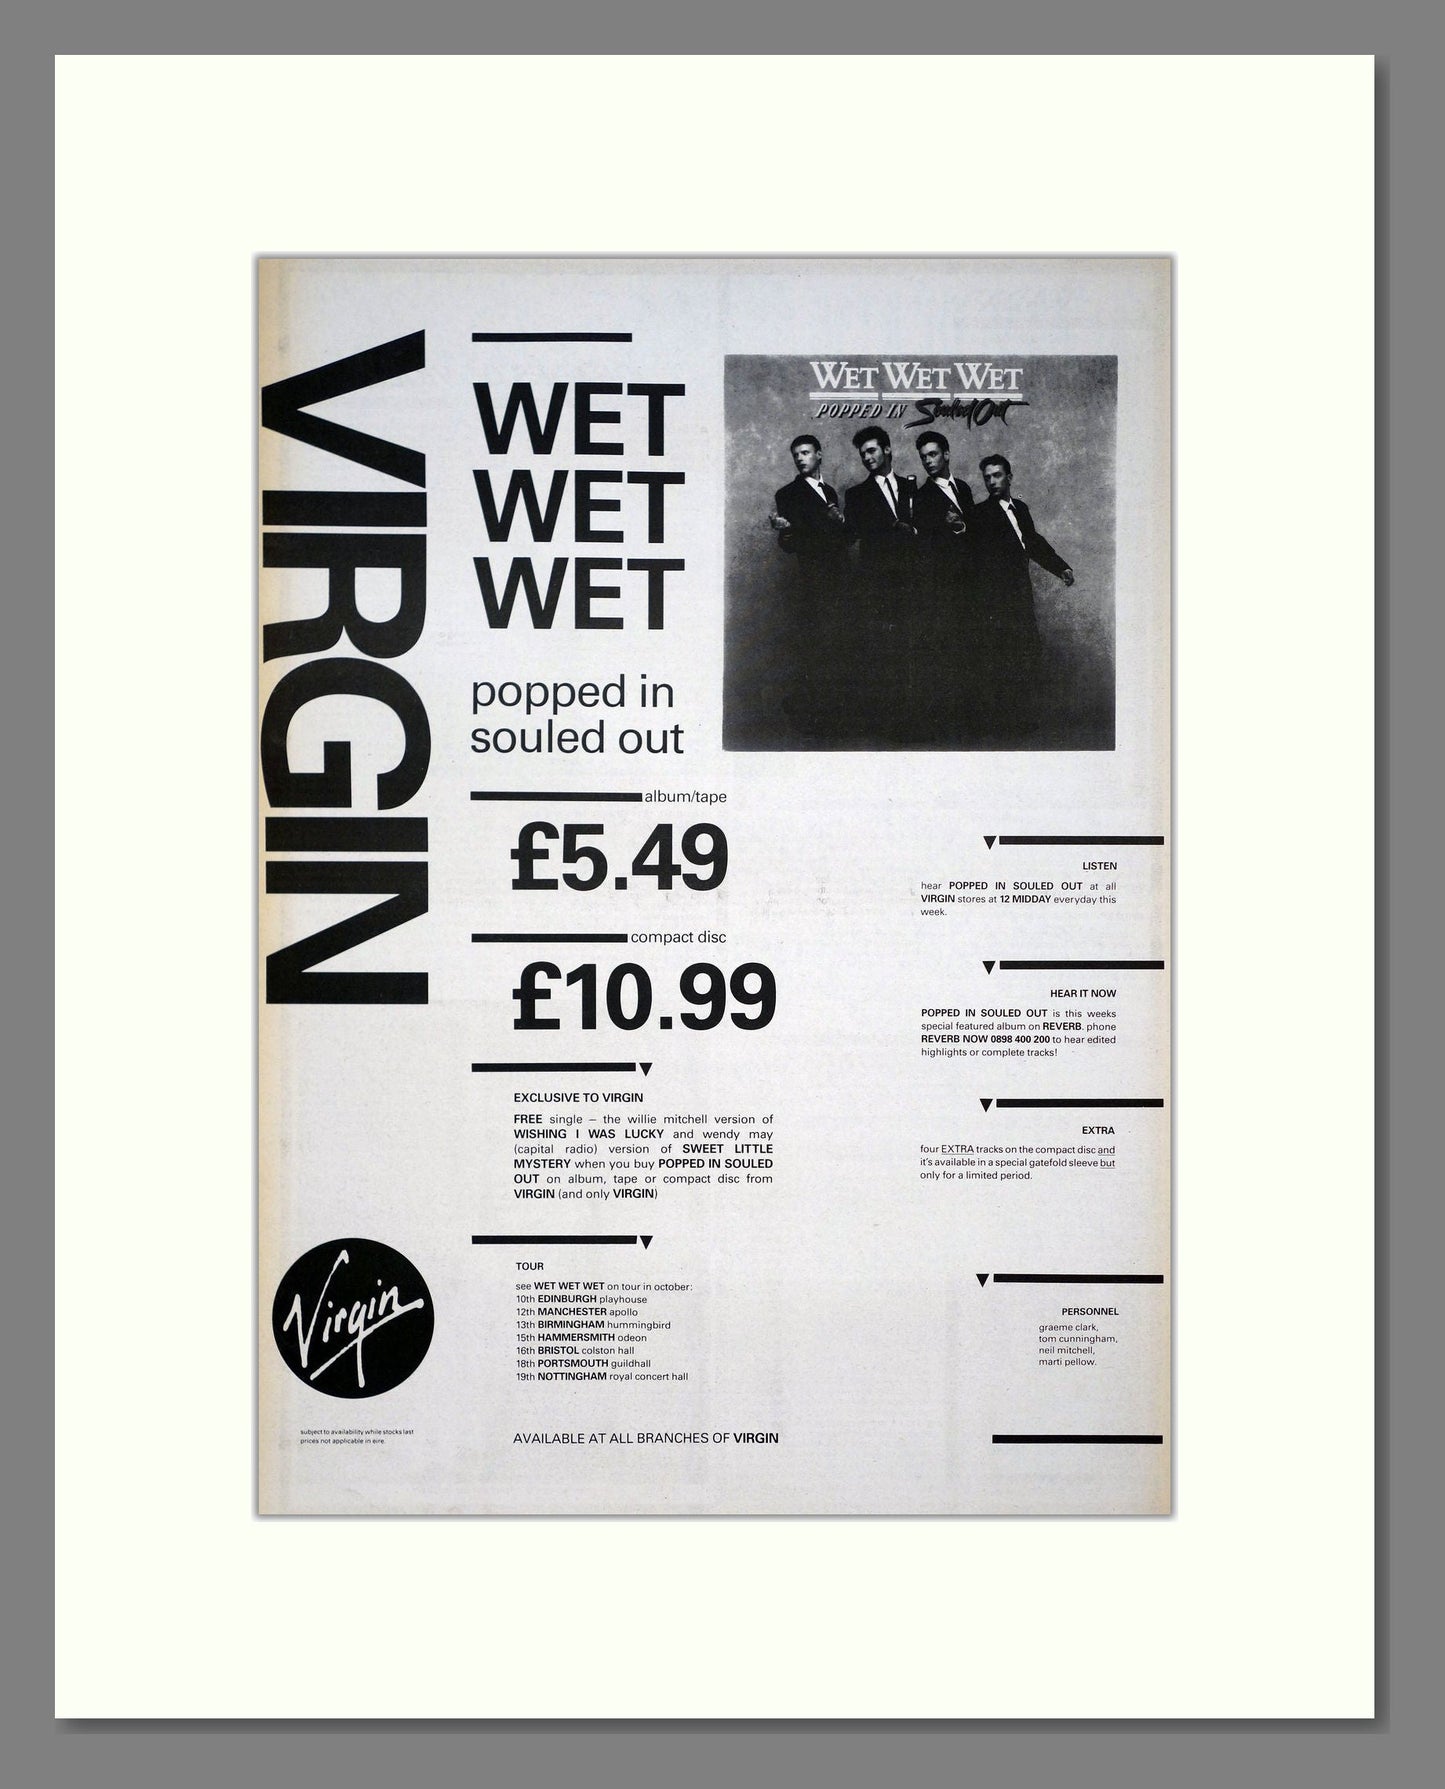 VIRGIN
WET
WET
WET
popped in
souled out
WET WET WET
POPPED IN Souled Out
album/tape
£5.49
compact disc
£10.99
EXCLUSIVE TO VIRGIN
FREE single – the willie mitchell version of
WISHING I WAS LUCKY and wendy may
(capital radio) version of SWEET LITTLE
MYSTERY when you buy POPPED IN SOULED
OUT on album, tape or compact disc from
VIRGIN (and only VIRGIN)
TOUR
see WET WET WET on tour in october:
10th EDINBURGH playhouse
12th MANCHESTER apollo
13th BIRMINGHAM hummingbird
15th HAMMERSMITH odeon
16th BRISTOL colston hall
18th PORTSMOUTH guildhall
19th NOTTINGHAM royal concert hall
AVAILABLE AT ALL BRANCHES OF VIRGIN
LISTEN
hear POPPED IN SOULED OUT at all
VIRGIN stores at 12 MIDDAY everyday this
week.
HEAR IT NOW
POPPED IN SOULED OUT is this weeks
special featured album on REVERB. phone
REVERB NOW 0898 400 200 to hear edited
highlights or complete tracks!
EXTRA
four EXTRA tracks on the compact disc and
it's available in a special gatefold sleeve but
only for a limited period.
PERSONNEL
graeme clark,
tom cunningham,
neil mitchell,
marti pellow.
Virgin
subject to availability while stocks last
prices not applicable in eire.